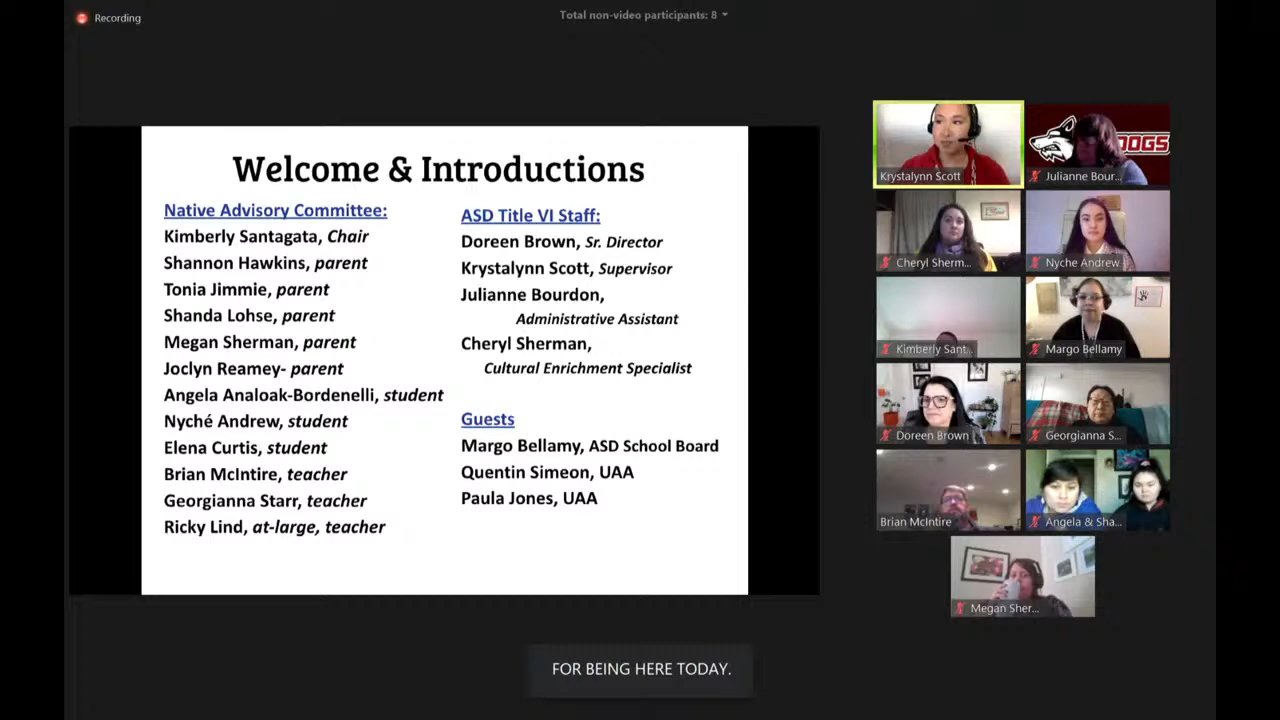 Recording
Total non-video participants: 8
Welcome & Introductions
Native Advisory Committee:
Kimberly Santagata, Chair
Shannon Hawkins, parent
Tonia Jimmie, parent
Shanda Lohse, parent
Megan Sherman, parent
Joclyn Reamey- parent
Angela Analoak-Bordenelli, student
Nyché Andrew, student
Elena Curtis, student
Brian McIntire, teacher
Georgianna Starr, teacher
Ricky Lind, at-large, teacher
ASD Title VI Staff:
Doreen Brown, Sr. Director
Krystalynn Scott, Supervisor
Julianne Bourdon,
Administrative Assistant
Cheryl Sherman,
Cultural Enrichment Specialist
Guests
Margo Bellamy, ASD School Board
Quentin Simeon, UAA
Paula Jones, UAA
Krystalynn Scott
OGS
Julianne Bour...
Cheryl Sherm...
Nyche Andrew
Kimberly Sant...
Margo Bellamy
Doreen Brown
Georgianna S...
Brian McIntire
Angela & Sha...
Megan Sher...
FOR BEING HERE TODAY.